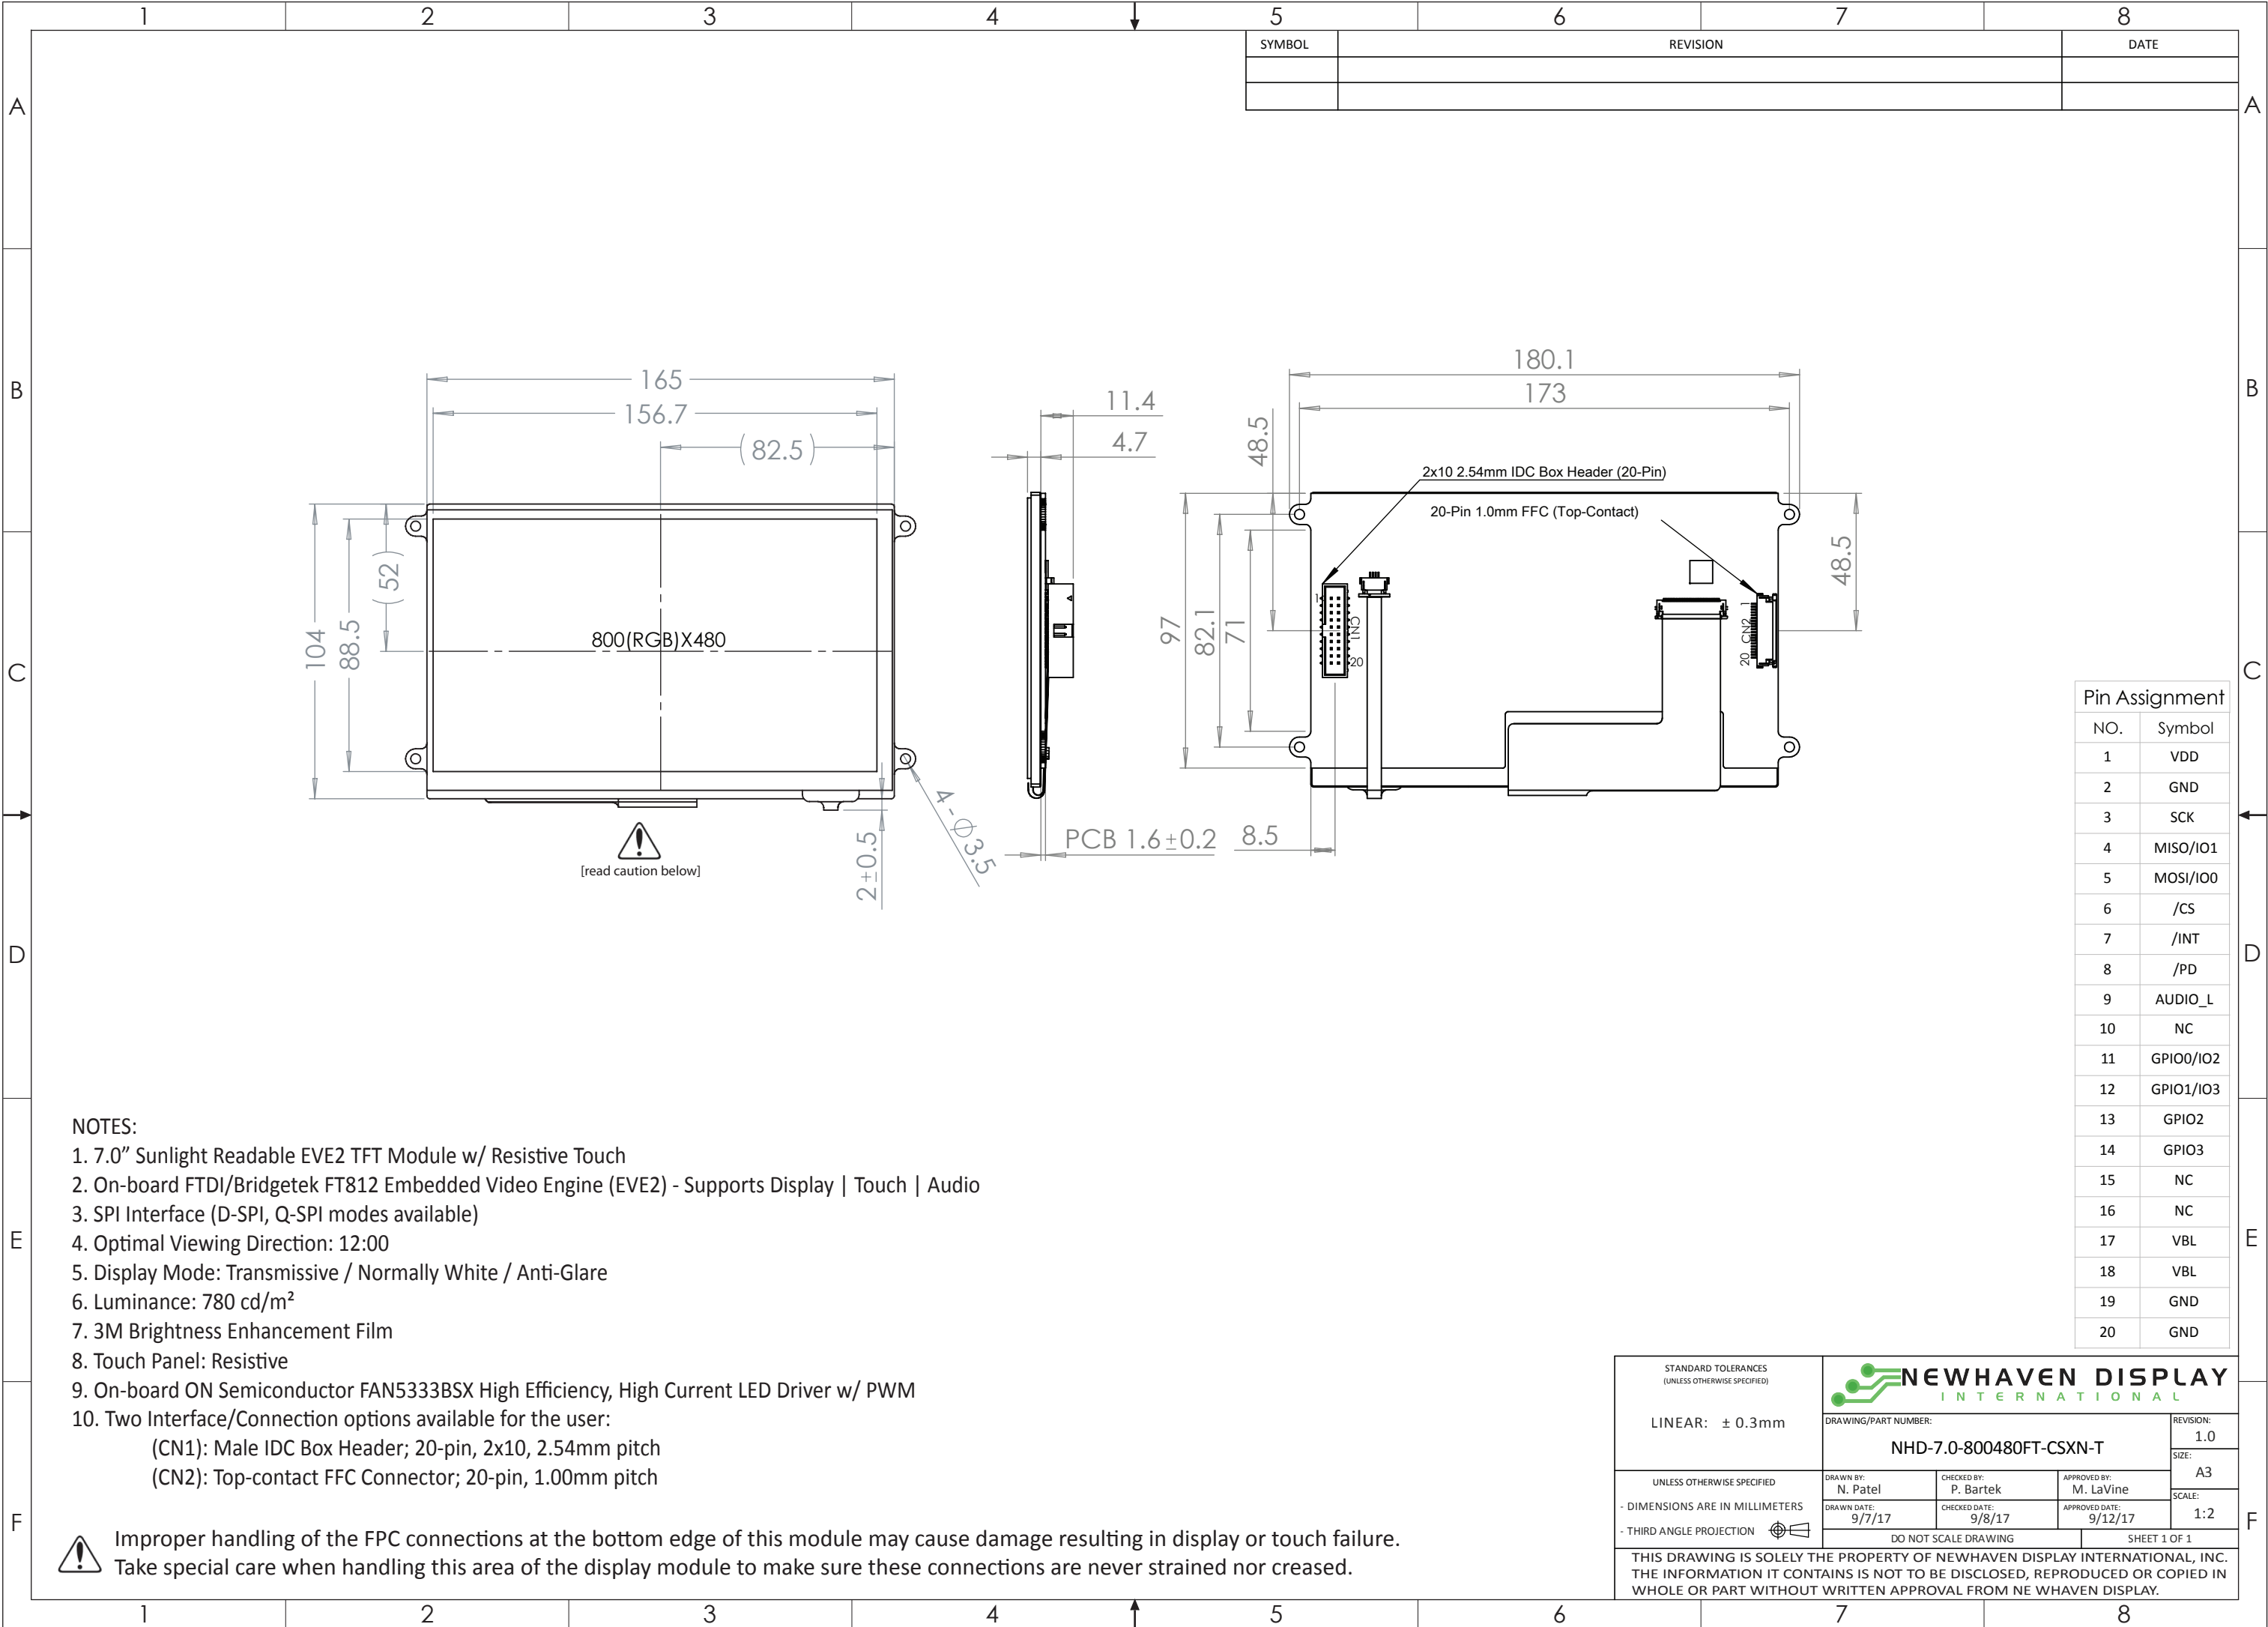 1 2 3 4 5 6 7 8
A
B
C
D
E
F
A
B
C
D
E
F
SYMBOL REVISION DATE
165
156.7
(82.5)
104
88.5
(52)
800(RGB)X480
2±0.5
4-Ø3.5
[read caution below]
11.4
4.7
PCB 1.6±0.2
180.1
173
48.5
48.5
97
82.1
71
8.5
2x10 2.54mm IDC Box Header (20-Pin)
20-Pin 1.0mm FFC (Top-Contact)
1
CN1
20
1
CN2
20
Pin Assignment
NO. Symbol
1 VDD
2 GND
3 SCK
4 MISO/IO1
5 MOSI/IO0
6 /CS
7 /INT
8 /PD
9 AUDIO_L
10 NC
11 GPIO0/IO2
12 GPIO1/IO3
13 GPIO2
14 GPIO3
15 NC
16 NC
17 VBL
18 VBL
19 GND
20 GND
NOTES:
1. 7.0” Sunlight Readable EVE2 TFT Module w/ Resistive Touch
2. On-board FTDI/Bridgetek FT812 Embedded Video Engine (EVE2) - Supports Display | Touch | Audio
3. SPI Interface (D-SPI, Q-SPI modes available)
4. Optimal Viewing Direction: 12:00
5. Display Mode: Transmissive / Normally White / Anti-Glare
6. Luminance: 780 cd/m²
7. 3M Brightness Enhancement Film
8. Touch Panel: Resistive
9. On-board ON Semiconductor FAN5333BSX High Efficiency, High Current LED Driver w/ PWM
10. Two Interface/Connection options available for the user:
(CN1): Male IDC Box Header; 20-pin, 2x10, 2.54mm pitch
(CN2): Top-contact FFC Connector; 20-pin, 1.00mm pitch
Improper handling of the FPC connections at the bottom edge of this module may cause damage resulting in display or touch failure.
Take special care when handling this area of the display module to make sure these connections are never strained nor creased.
STANDARD TOLERANCES
(UNLESS OTHERWISE SPECIFIED)
LINEAR: ± 0.3mm
UNLESS OTHERWISE SPECIFIED
- DIMENSIONS ARE IN MILLIMETERS
- THIRD ANGLE PROJECTION
NEWHAVEN DISPLAY
INTERNATIONAL
DRAWING/PART NUMBER:
NHD-7.0-800480FT-CSXN-T
REVISION:
1.0
SIZE:
A3
SCALE:
1:2
DRAWN BY: CHECKED BY: APPROVED BY:
N. Patel P. Bartek M. LaVine
DRAWN DATE: CHECKED DATE: APPROVED DATE:
9/7/17 9/8/17 9/12/17
DO NOT SCALE DRAWING SHEET 1 OF 1
THIS DRAWING IS SOLELY THE PROPERTY OF NEWHAVEN DISPLAY INTERNATIONAL, INC.
THE INFORMATION IT CONTAINS IS NOT TO BE DISCLOSED, REPRODUCED OR COPIED IN
WHOLE OR PART WITHOUT WRITTEN APPROVAL FROM NE WHAVEN DISPLAY.
1 2 3 4 5 6 7 8